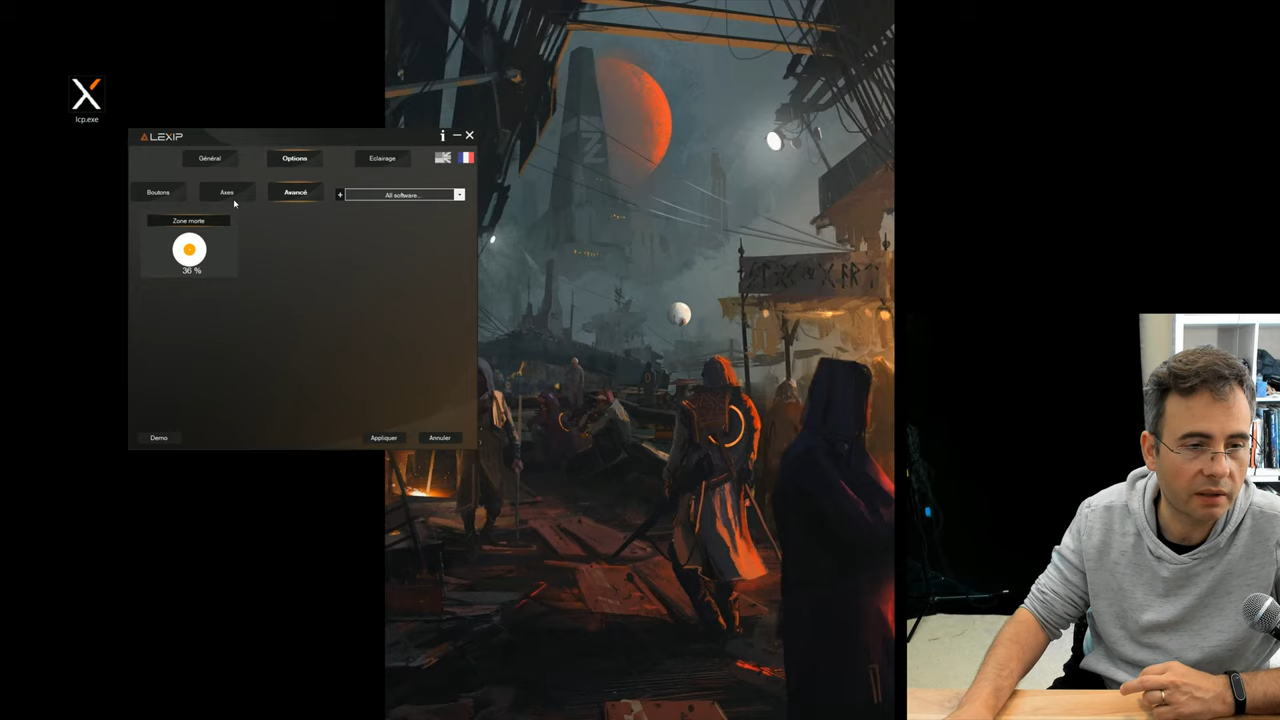 lcp.exe
LEXIP
i
Général
Options
Eclairage
Boutons
Axes
Avancé
+
All software...
Zone morte
36 %
Demo
Appliquer
Annuler